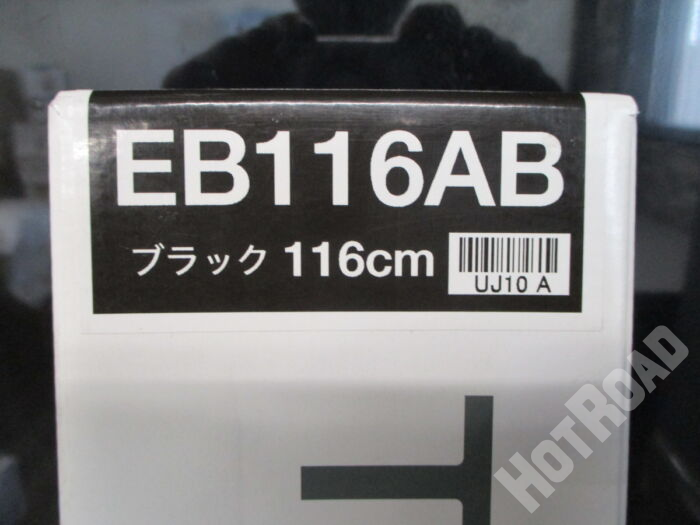 EB116AB
ブラック 116cm
UJ10 A
T
HOTROAD